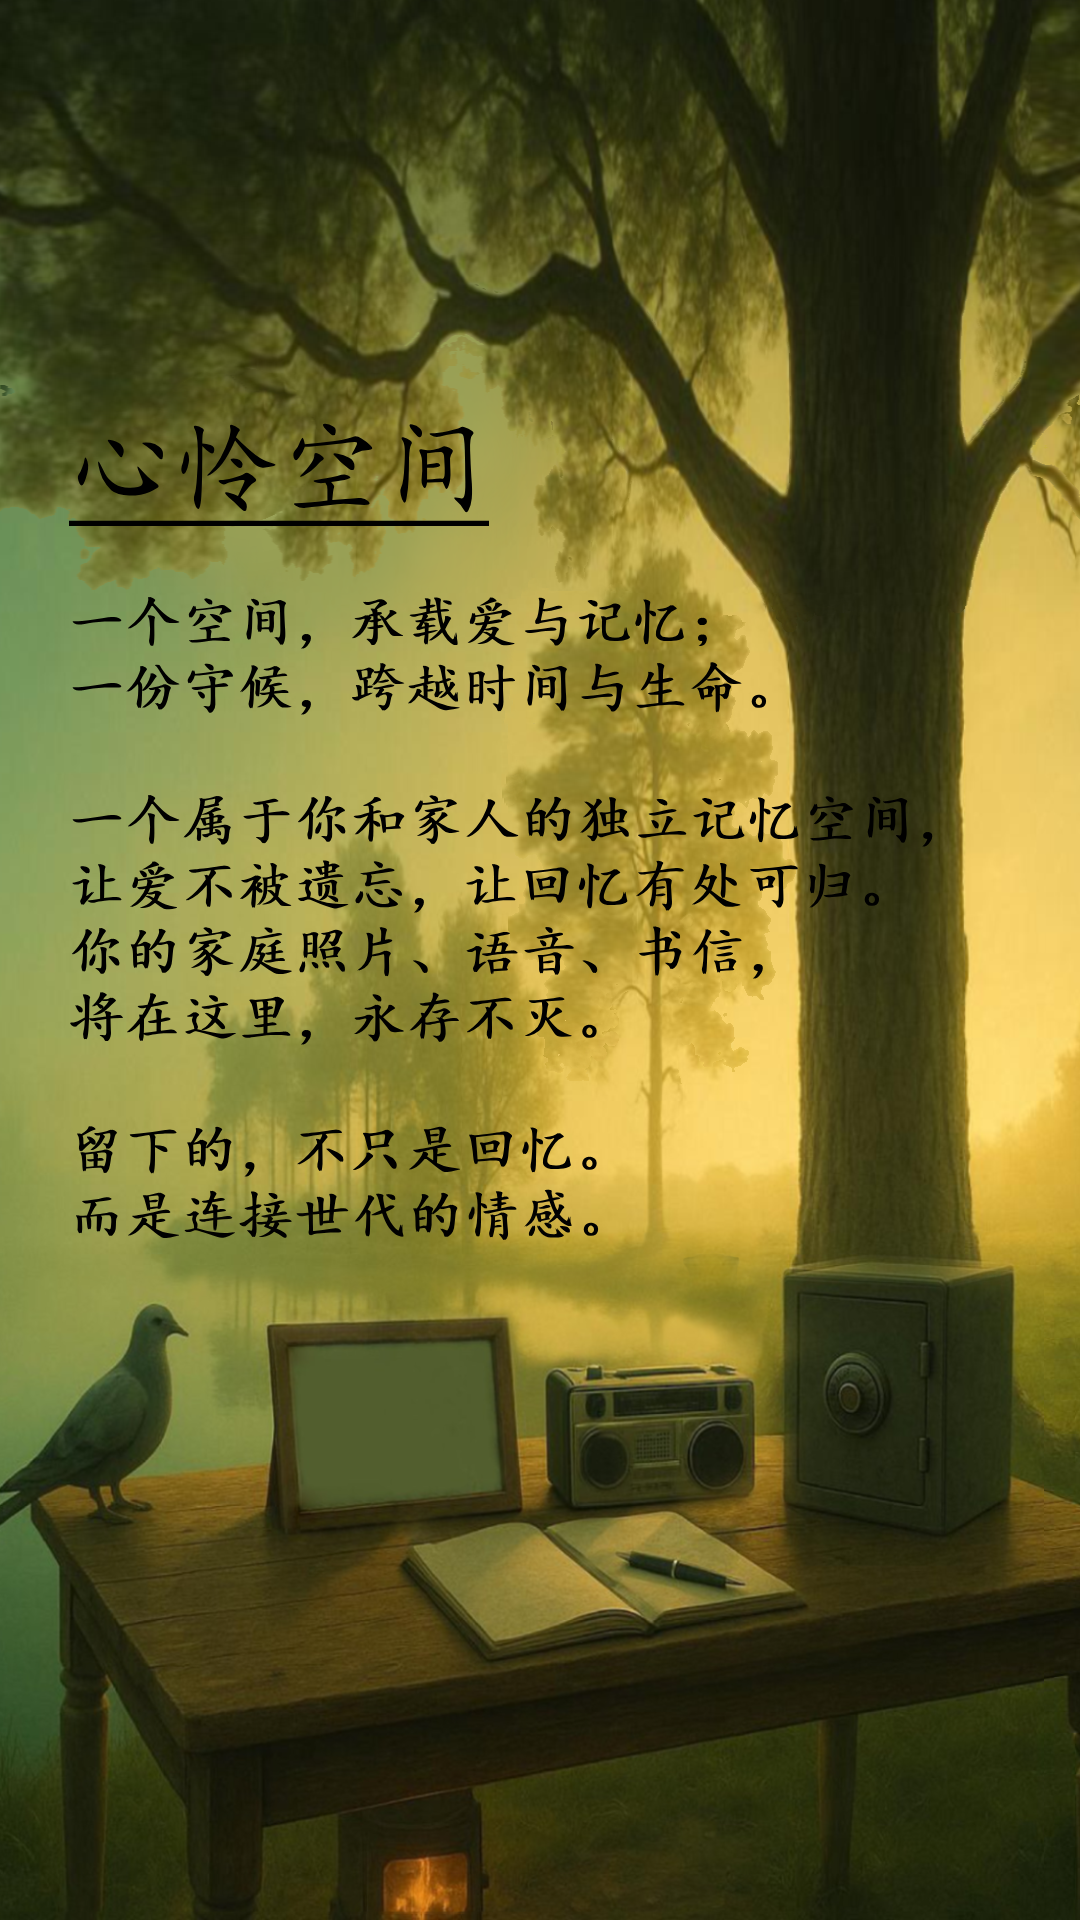 心怜空间
一个空间，承载爱与记忆；
一份守候，跨越时间与生命。
一个属于你和家人的独立记忆空间，
让爱不被遗忘，让回忆有处可归。
你的家庭照片、语音、书信，
将在这里，永存不灭。
留下的，不只是回忆。
而是连接世代的情感。